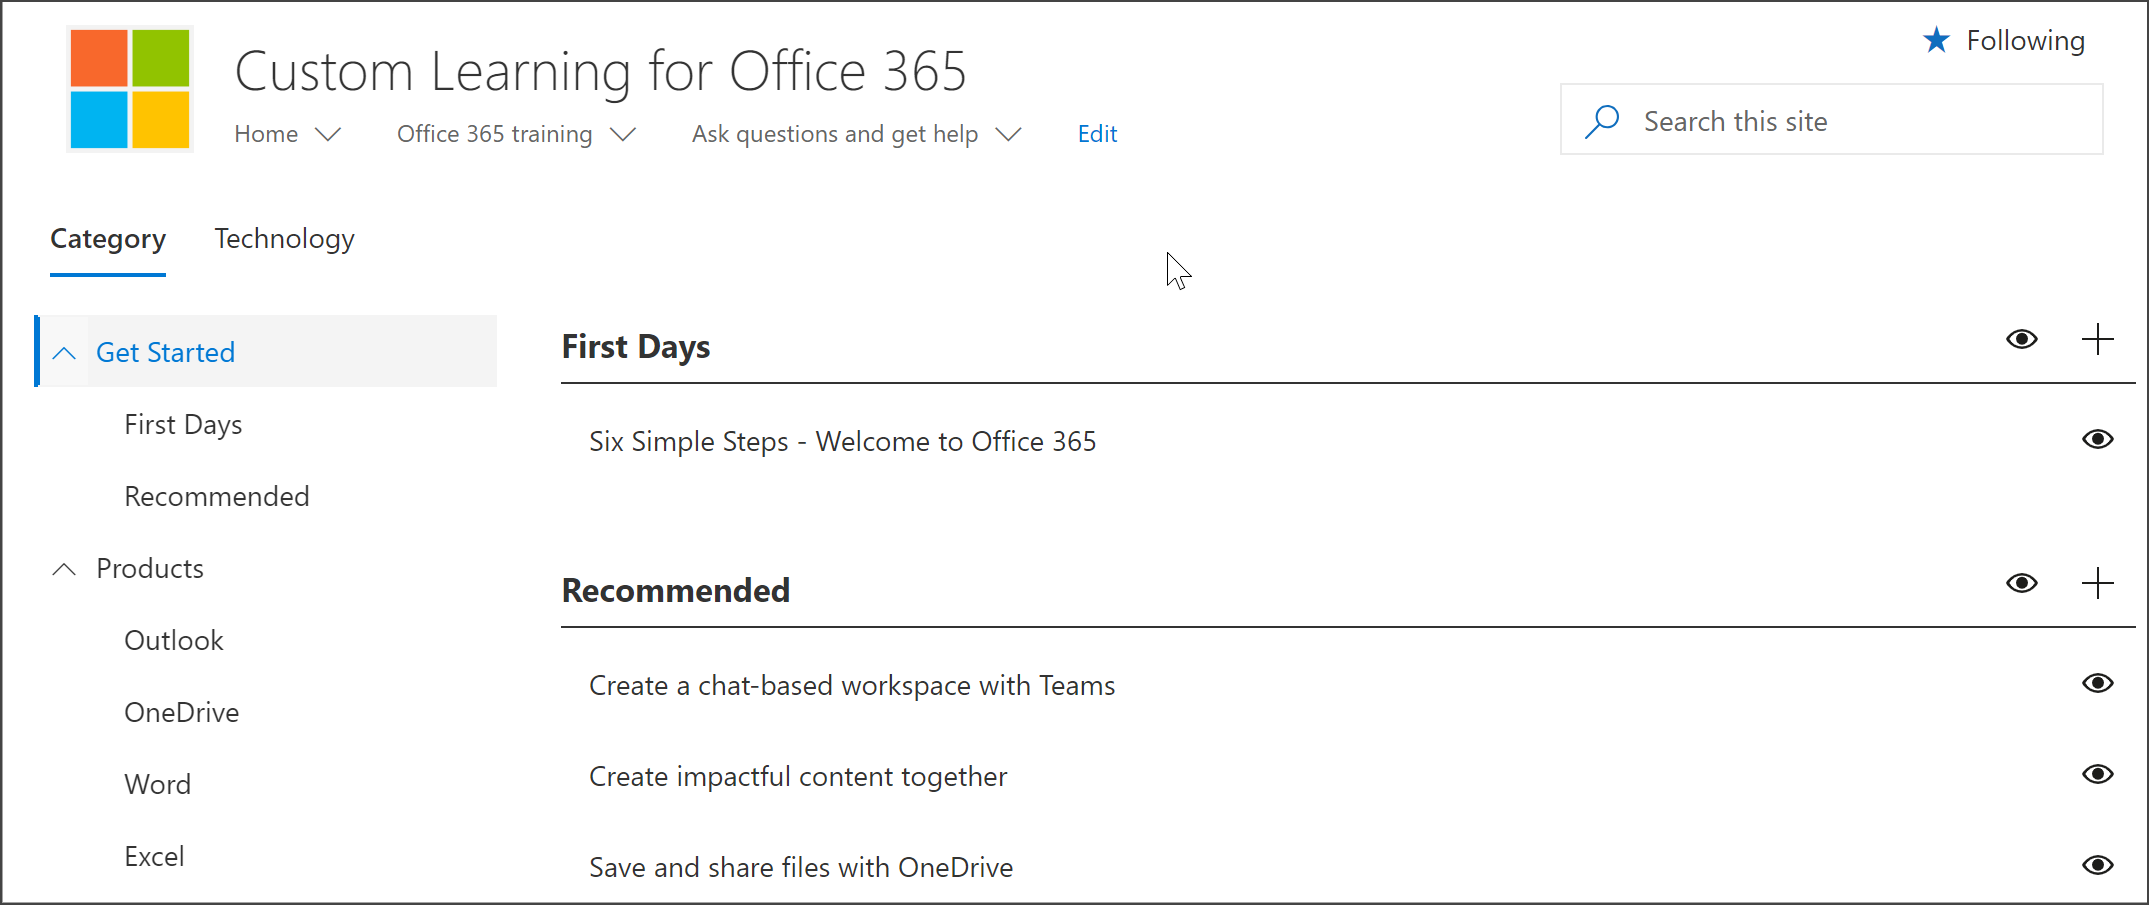 Custom Learning for Office 365
Following
Home Office 365 training Ask questions and get help Edit
Search this site
Category Technology
Get Started
First Days
Recommended
Products
Outlook
OneDrive
Word
Excel
First Days
Six Simple Steps - Welcome to Office 365
Recommended
Create a chat-based workspace with Teams
Create impactful content together
Save and share files with OneDrive